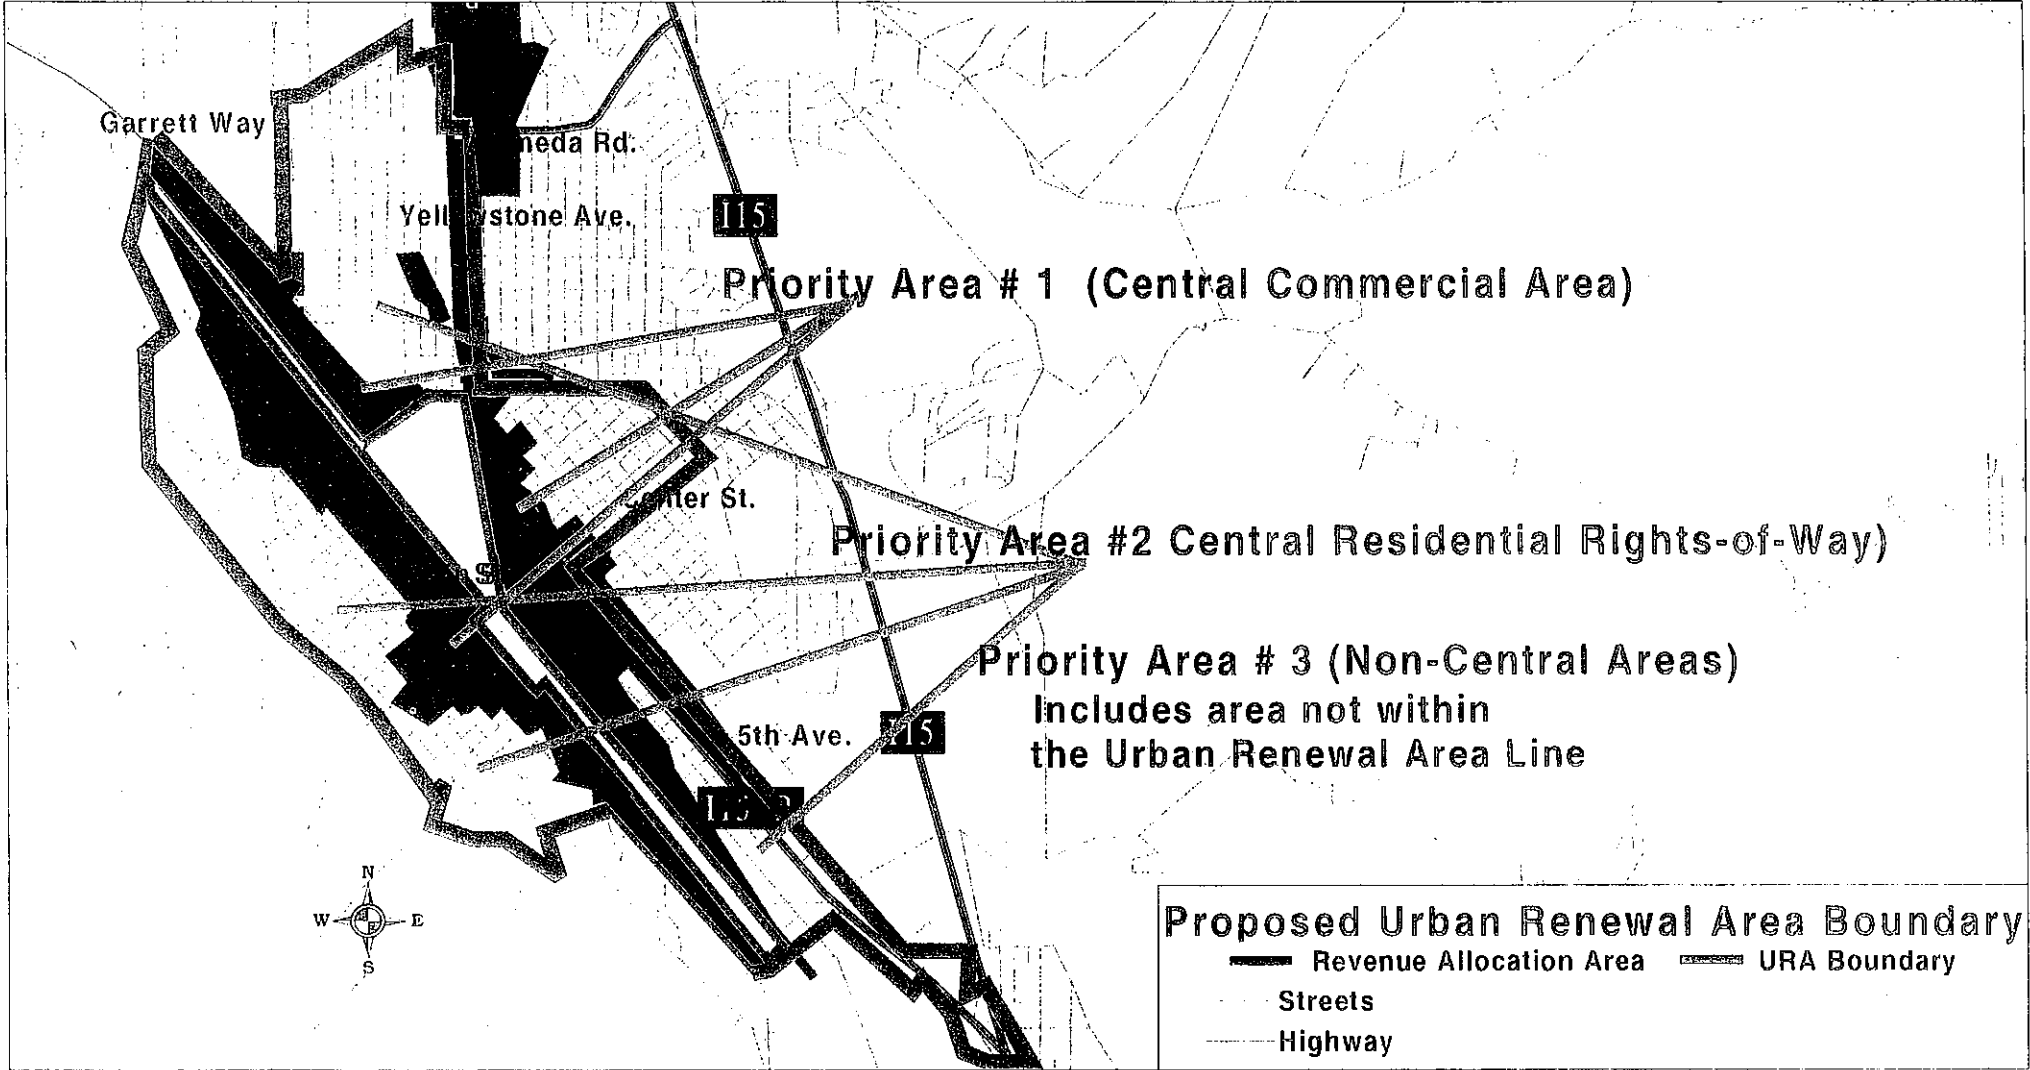 Garrett Way
meda Rd.
Yell wstone Ave.
I15
Priority Area # 1 (Central Commercial Area)
Center St.
Priority Area #2 Central Residential Rights-of-Way)
Priority Area # 3 (Non-Central Areas)
Includes area not within
the Urban Renewal Area Line
5th Ave.
I15
N
W E
S
Proposed Urban Renewal Area Boundary
Revenue Allocation Area URA Boundary
Streets
Highway